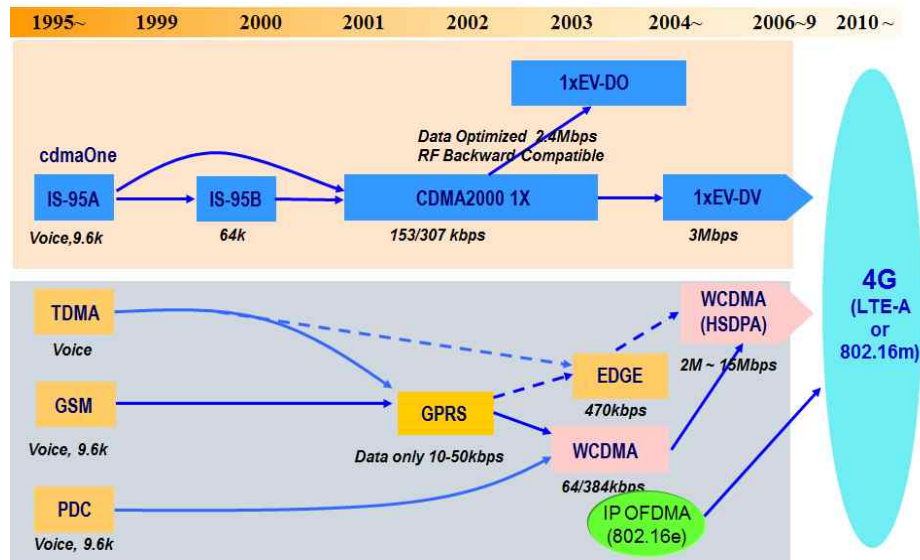 1995~ 1999 2000 2001 2002 2003 2004~ 2006~9 2010~
1xEV-DO
Data Optimized 2.4Mbps
RF Backward Compatible
cdmaOne
IS-95A
IS-95B
CDMA2000 1X
1xEV-DV
Voice,9.6k
64k
153/307 kbps
3Mbps
TDMA
Voice
WCDMA
(HSDPA)
2M ~ 15Mbps
EDGE
470kbps
GSM
Voice, 9.6k
GPRS
Data only 10-50kbps
WCDMA
64/384kbps
PDC
Voice, 9.6k
IP OFDMA
(802.16e)
4G
(LTE-A
or
802.16m)